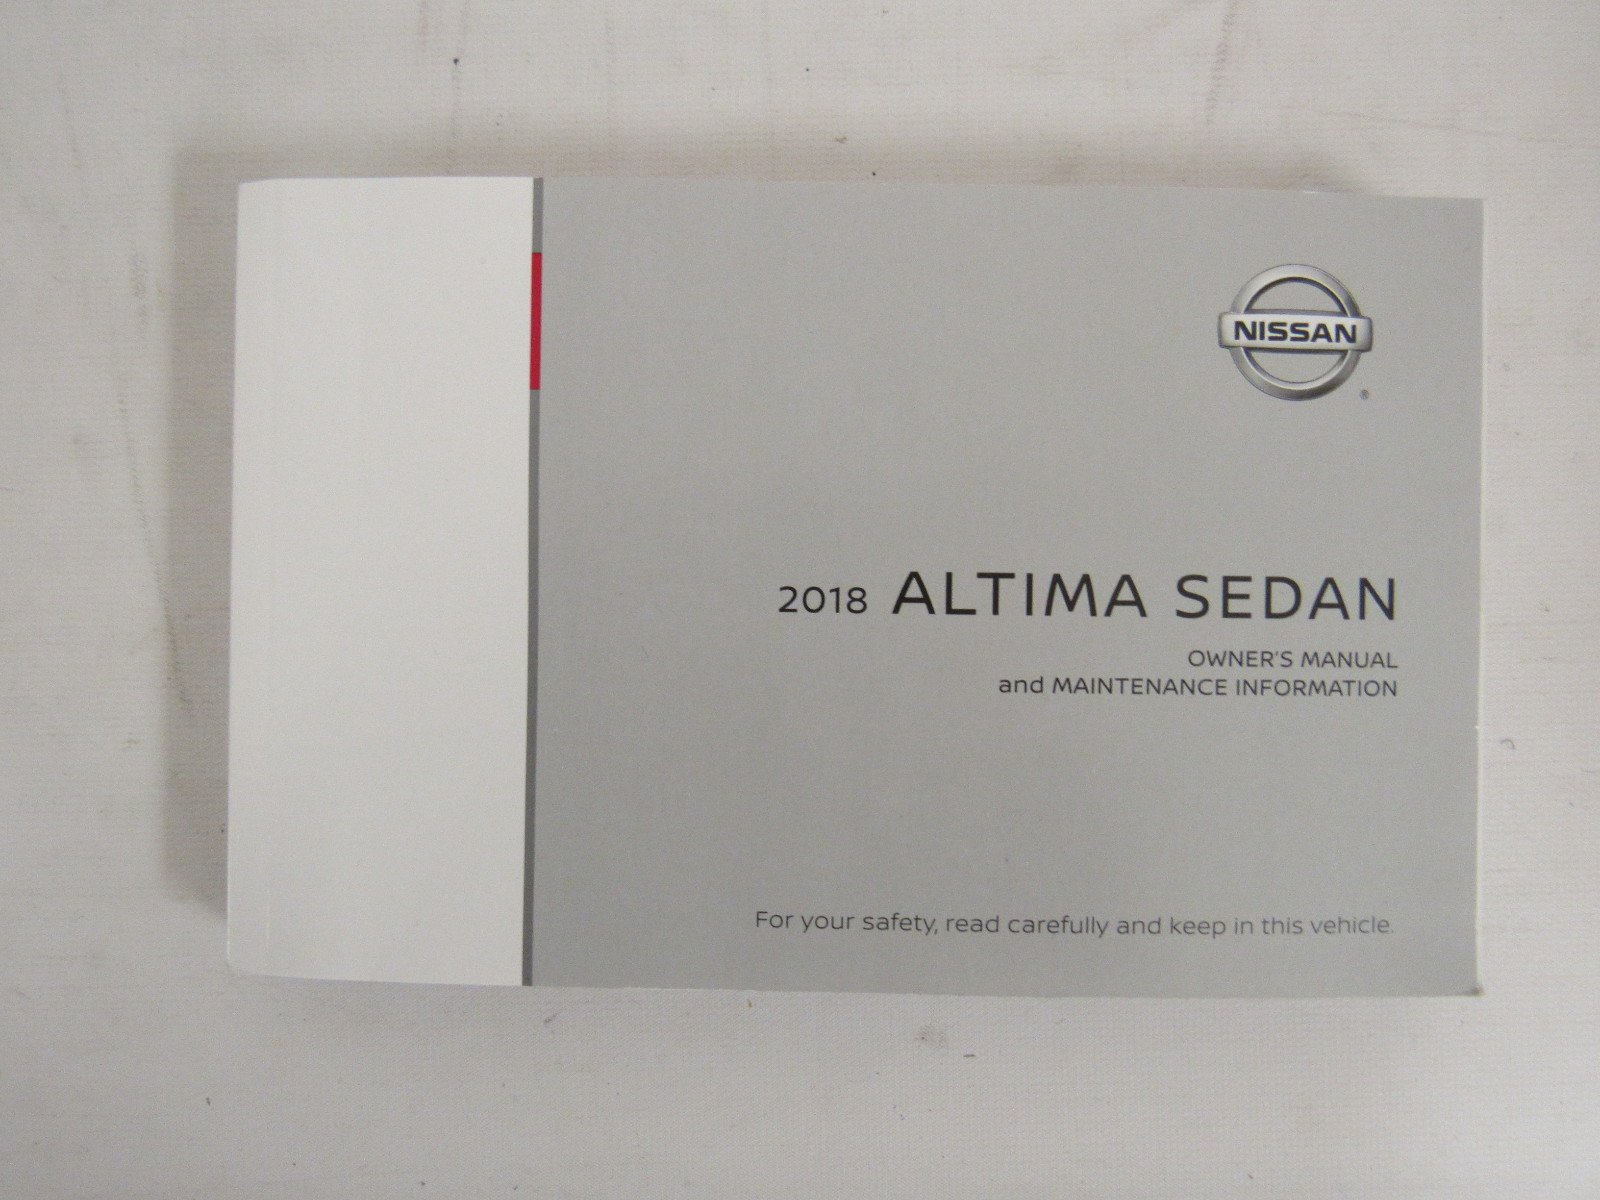 NISSAN
®
2018 ALTIMA SEDAN
OWNER'S MANUAL
and MAINTENANCE INFORMATION
For your safety, read carefully and keep in this vehicle.